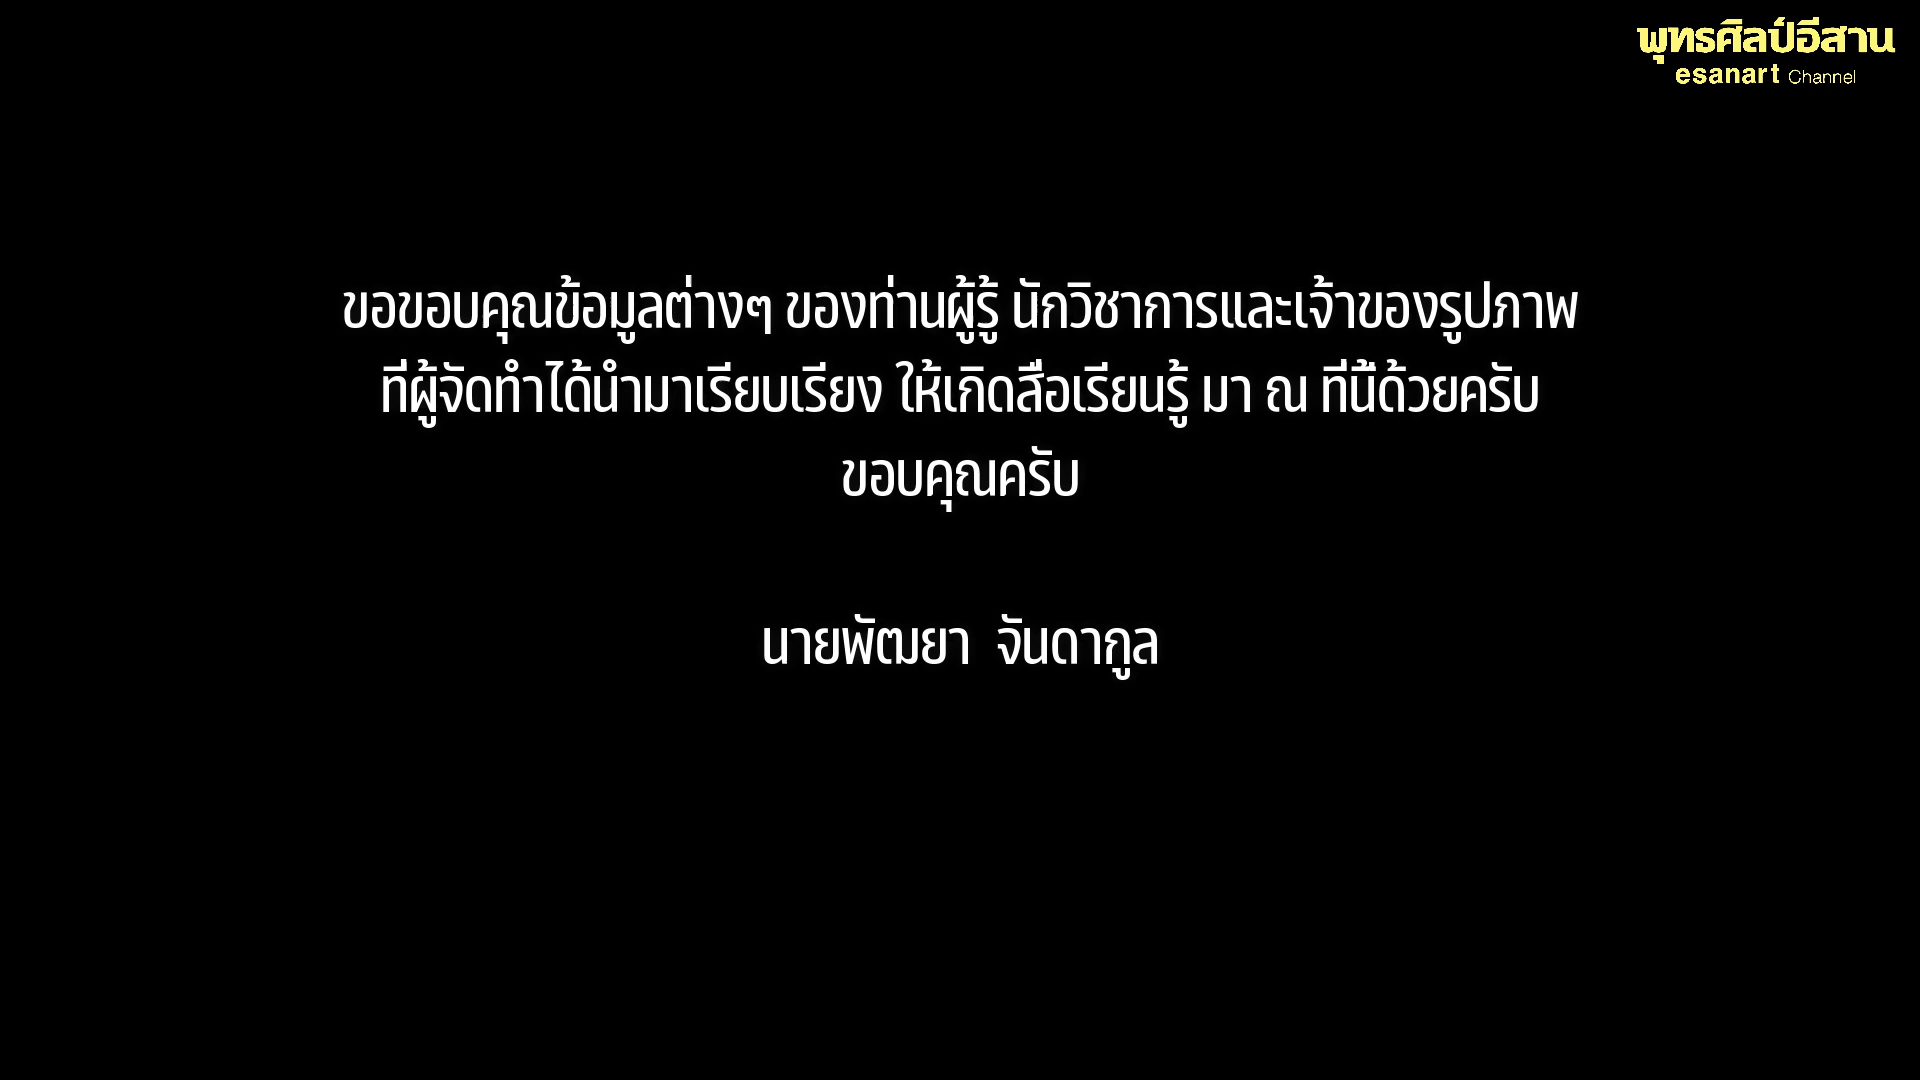 พุทธศิลป์อีสาน
esanart Channel
ขอขอบคุณข้อมูลต่างๆ ของท่านผู้รู้ นักวิชาการและเจ้าของรูปภาพ
ที่ผู้จัดทำได้นำมาเรียบเรียง ให้เกิดสื่อเรียนรู้ มา ณ ที่นี้ด้วยครับ
ขอบคุณครับ
นายพัฒยา จันดากูล